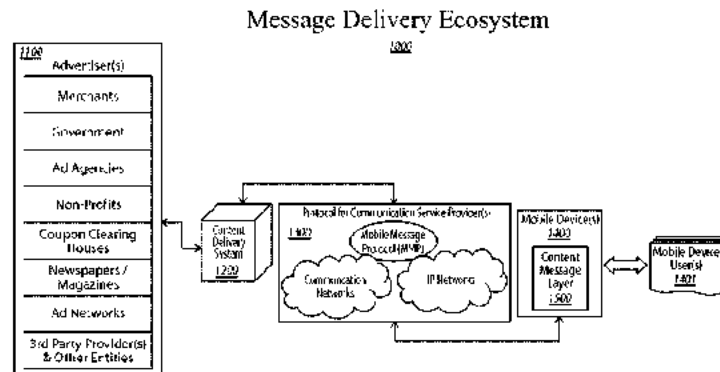 Message Delivery Ecosystem
1000
1100
Advertiser(s)
Merchants
Government
Ad Agencies
Non-Profits
Coupon Clearing
Houses
Newspapers /
Magazines
Ad Networks
3rd Party Provider(s)
& Other Entities
Content
Delivery
System
1200
Protocol for Communication Service Provider(s)
1300
Mobile Message
Protocol (MMP)
Communication
Networks
IP Network
Mobile Device(s)
1400
Content
Message
Layer
1500
Mobile Device
User(s)
1401